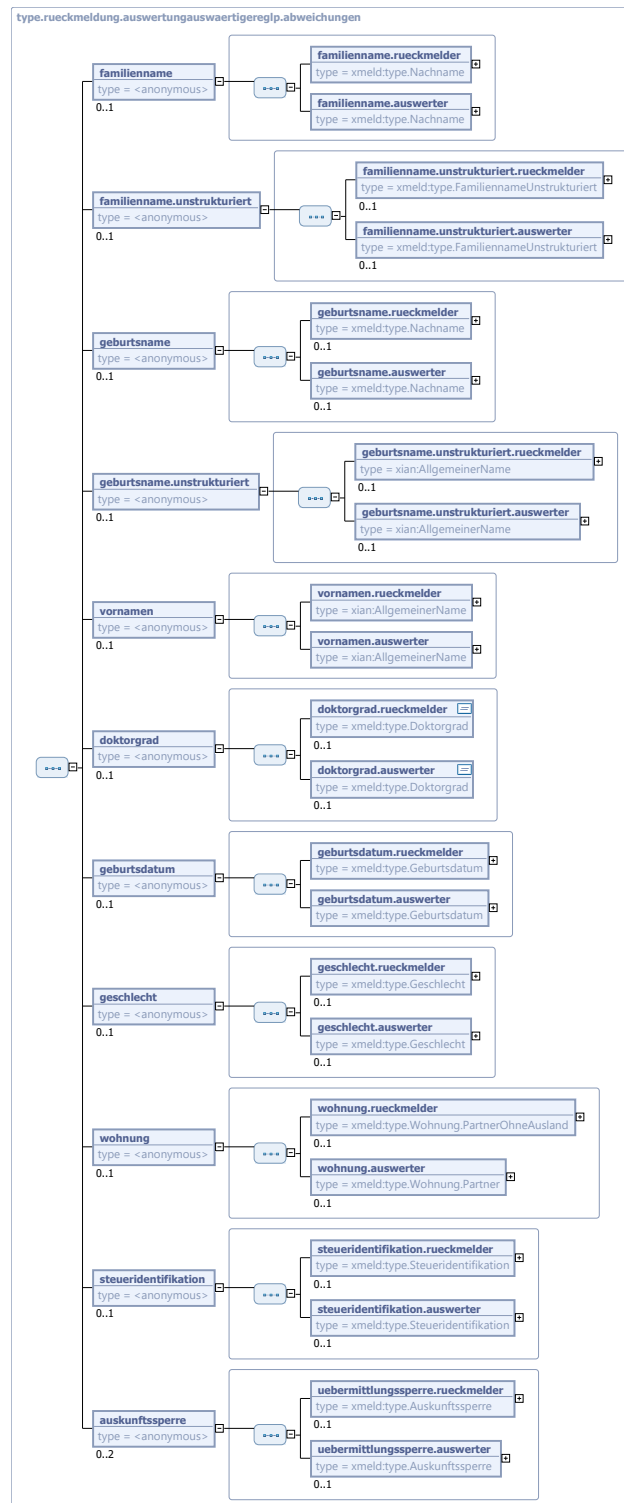 type.rueckmeldung.auswertungauswaertigereglp.abweichungen
familienname
type = <anonymous>
0..1
familienname.rueckmelder
type = xmeld:type.Nachname
familienname.auswerter
type = xmeld:type.Nachname
familienname.unstrukturiert
type = <anonymous>
0..1
familienname.unstrukturiert.rueckmelder
type = xmeld:type.FamiliennameUnstrukturiert
0..1
familienname.unstrukturiert.auswerter
type = xmeld:type.FamiliennameUnstrukturiert
0..1
geburtsname
type = <anonymous>
0..1
geburtsname.rueckmelder
type = xmeld:type.Nachname
0..1
geburtsname.auswerter
type = xmeld:type.Nachname
0..1
geburtsname.unstrukturiert
type = <anonymous>
0..1
geburtsname.unstrukturiert.rueckmelder
type = xian:AllgemeinerName
0..1
geburtsname.unstrukturiert.auswerter
type = xian:AllgemeinerName
0..1
vornamen
type = <anonymous>
0..1
vornamen.rueckmelder
type = xian:AllgemeinerName
vornamen.auswerter
type = xian:AllgemeinerName
doktorgrad
type = <anonymous>
0..1
doktorgrad.rueckmelder
type = xmeld:type.Doktorgrad
0..1
doktorgrad.auswerter
type = xmeld:type.Doktorgrad
0..1
geburtsdatum
type = <anonymous>
0..1
geburtsdatum.rueckmelder
type = xmeld:type.Geburtsdatum
geburtsdatum.auswerter
type = xmeld:type.Geburtsdatum
geschlecht
type = <anonymous>
0..1
geschlecht.rueckmelder
type = xmeld:type.Geschlecht
0..1
geschlecht.auswerter
type = xmeld:type.Geschlecht
0..1
wohnung
type = <anonymous>
0..1
wohnung.rueckmelder
type = xmeld:type.Wohnung.PartnerOhneAusland
0..1
wohnung.auswerter
type = xmeld:type.Wohnung.Partner
0..1
steueridentifikation
type = <anonymous>
0..1
steueridentifikation.rueckmelder
type = xmeld:type.Steueridentifikation
0..1
steueridentifikation.auswerter
type = xmeld:type.Steueridentifikation
0..1
auskunftssperre
type = <anonymous>
0..2
uebermittlungssperre.rueckmelder
type = xmeld:type.Auskunftssperre
0..1
uebermittlungssperre.auswerter
type = xmeld:type.Auskunftssperre
0..1